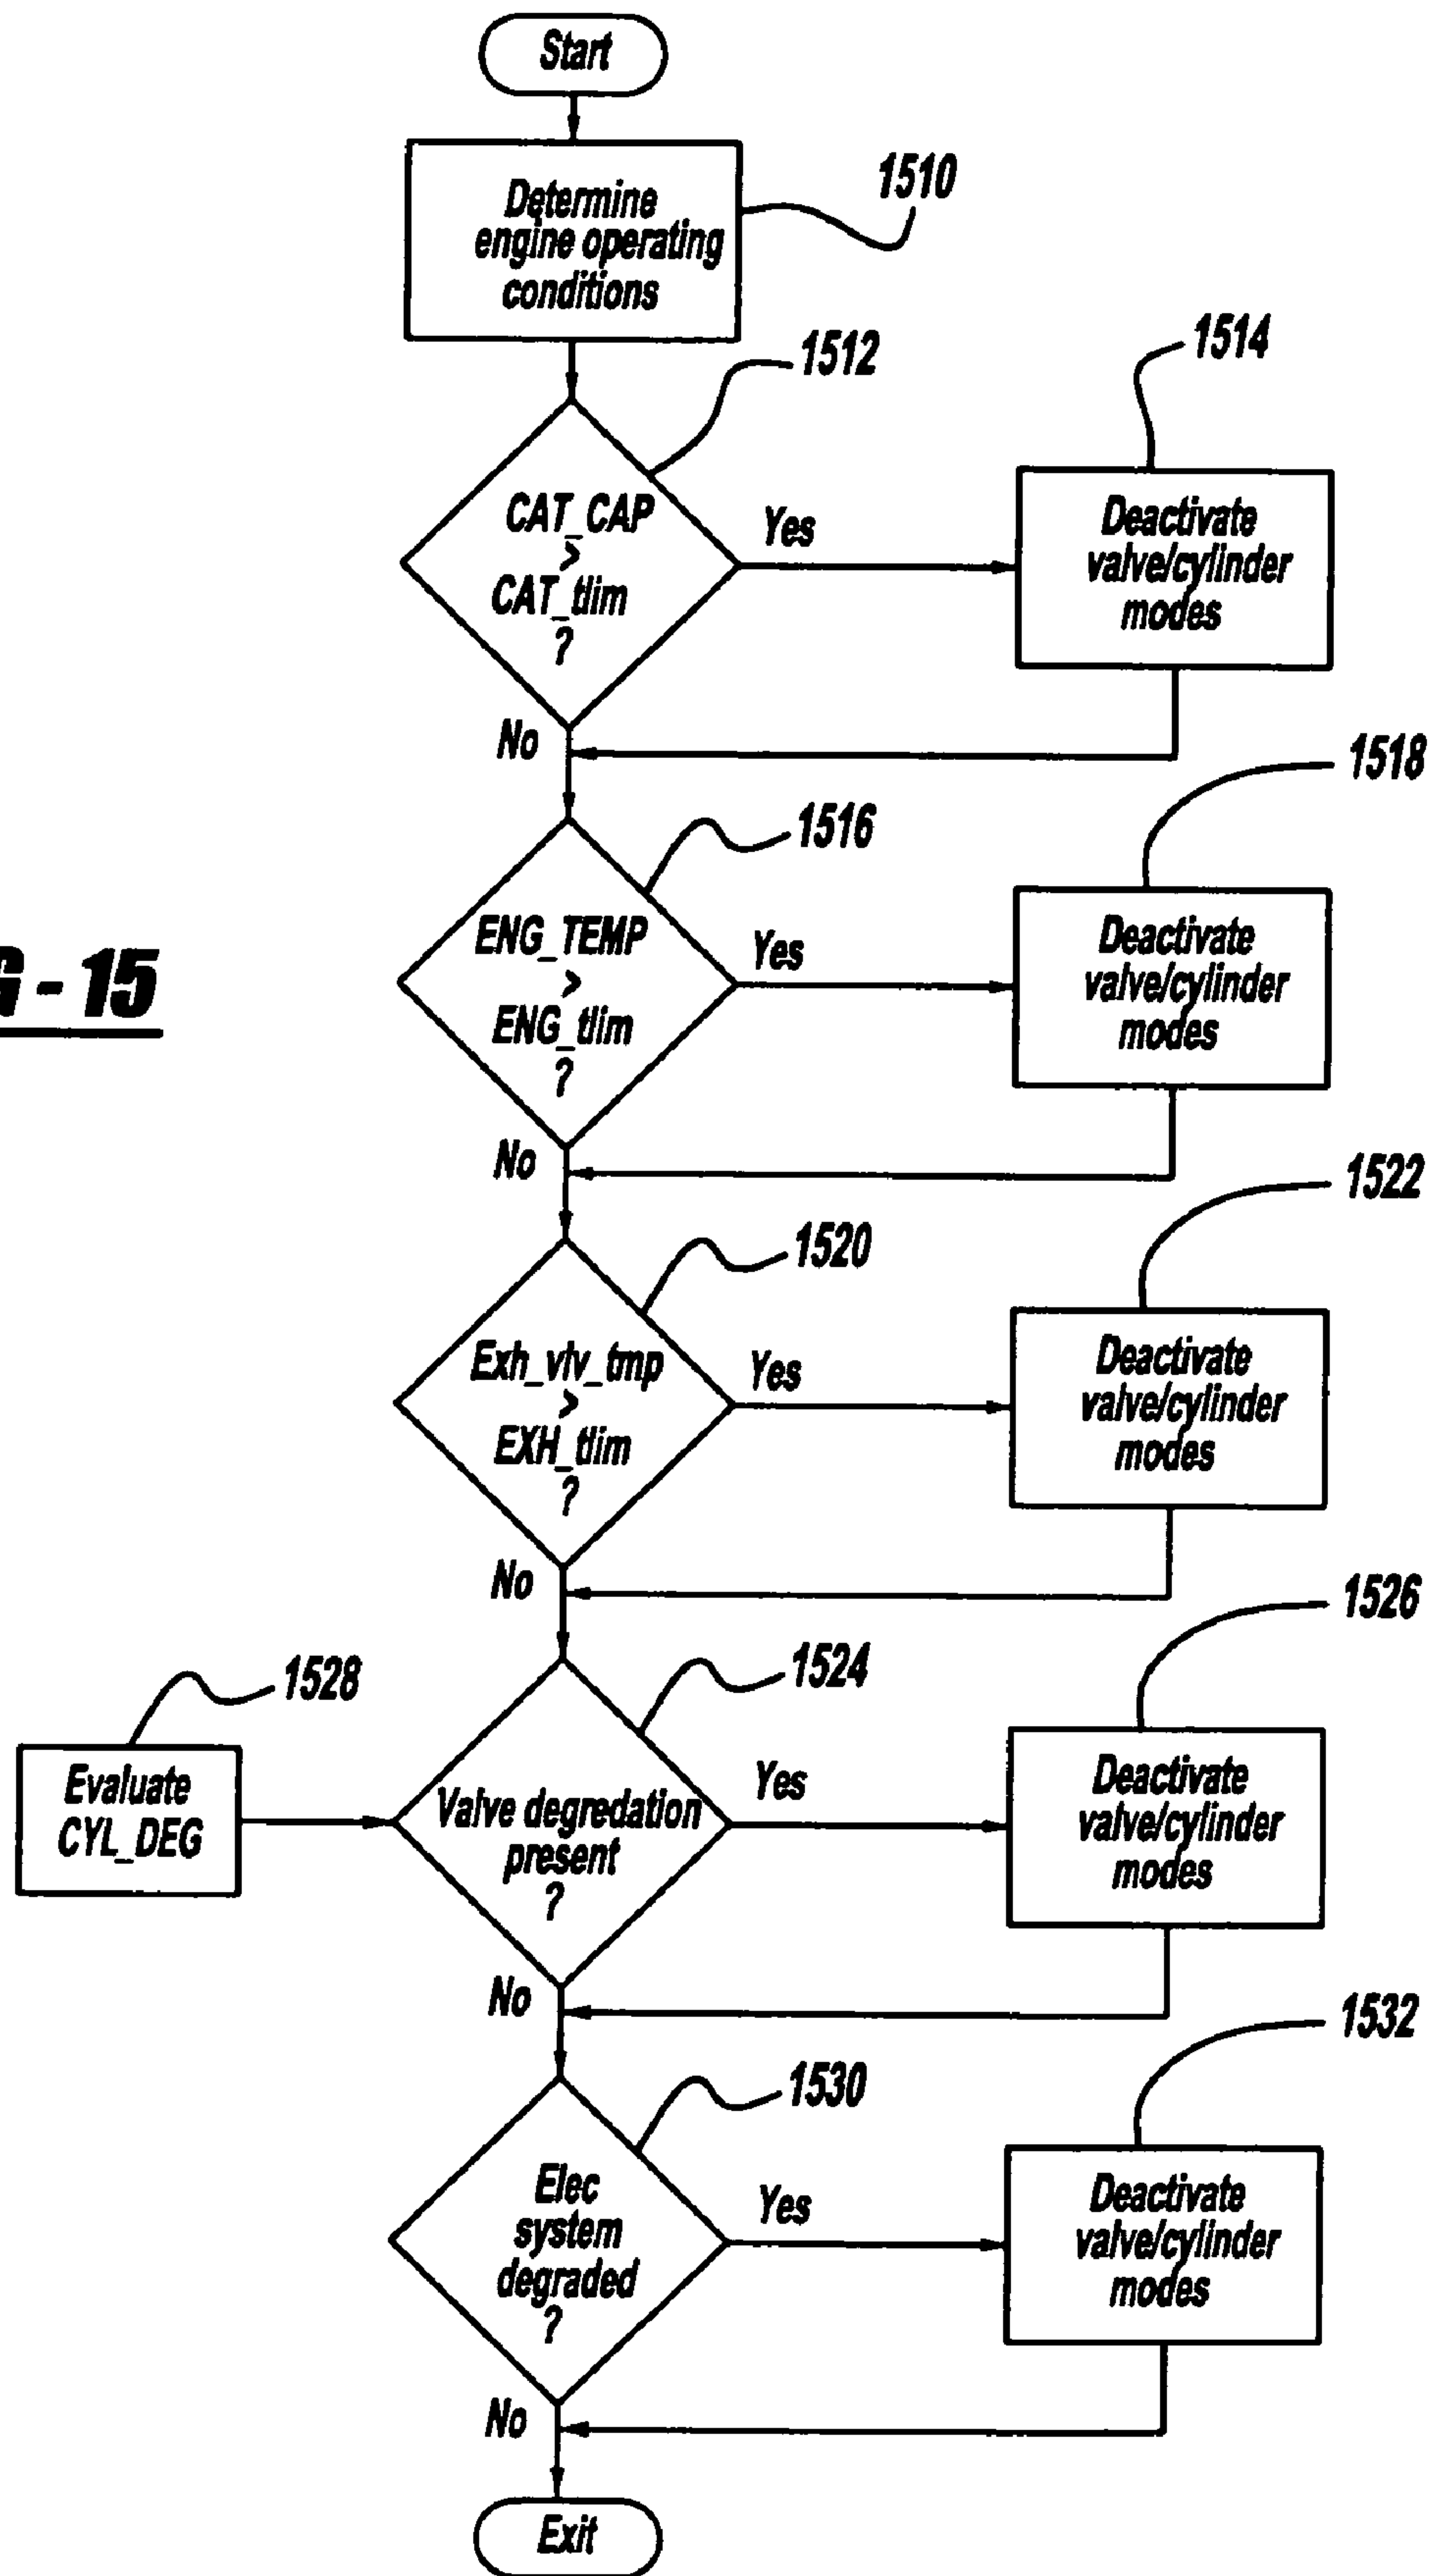 Start
Determine
engine operating
conditions
1510
CAT_CAP
>
CAT_tlim
?
1512
Yes
Deactivate
valve/cylinder
modes
1514
No
ENG_TEMP
>
ENG_tlim
?
1516
Yes
Deactivate
valve/cylinder
modes
1518
No
G - 15
Exh_vlv_tmp
>
EXH_tlim
?
1520
Yes
Deactivate
valve/cylinder
modes
1522
No
Evaluate
CYL_DEG
1528
Valve degredation
present
?
1524
Yes
Deactivate
valve/cylinder
modes
1526
No
Elec
system
degraded
?
1530
Yes
Deactivate
valve/cylinder
modes
1532
No
Exit